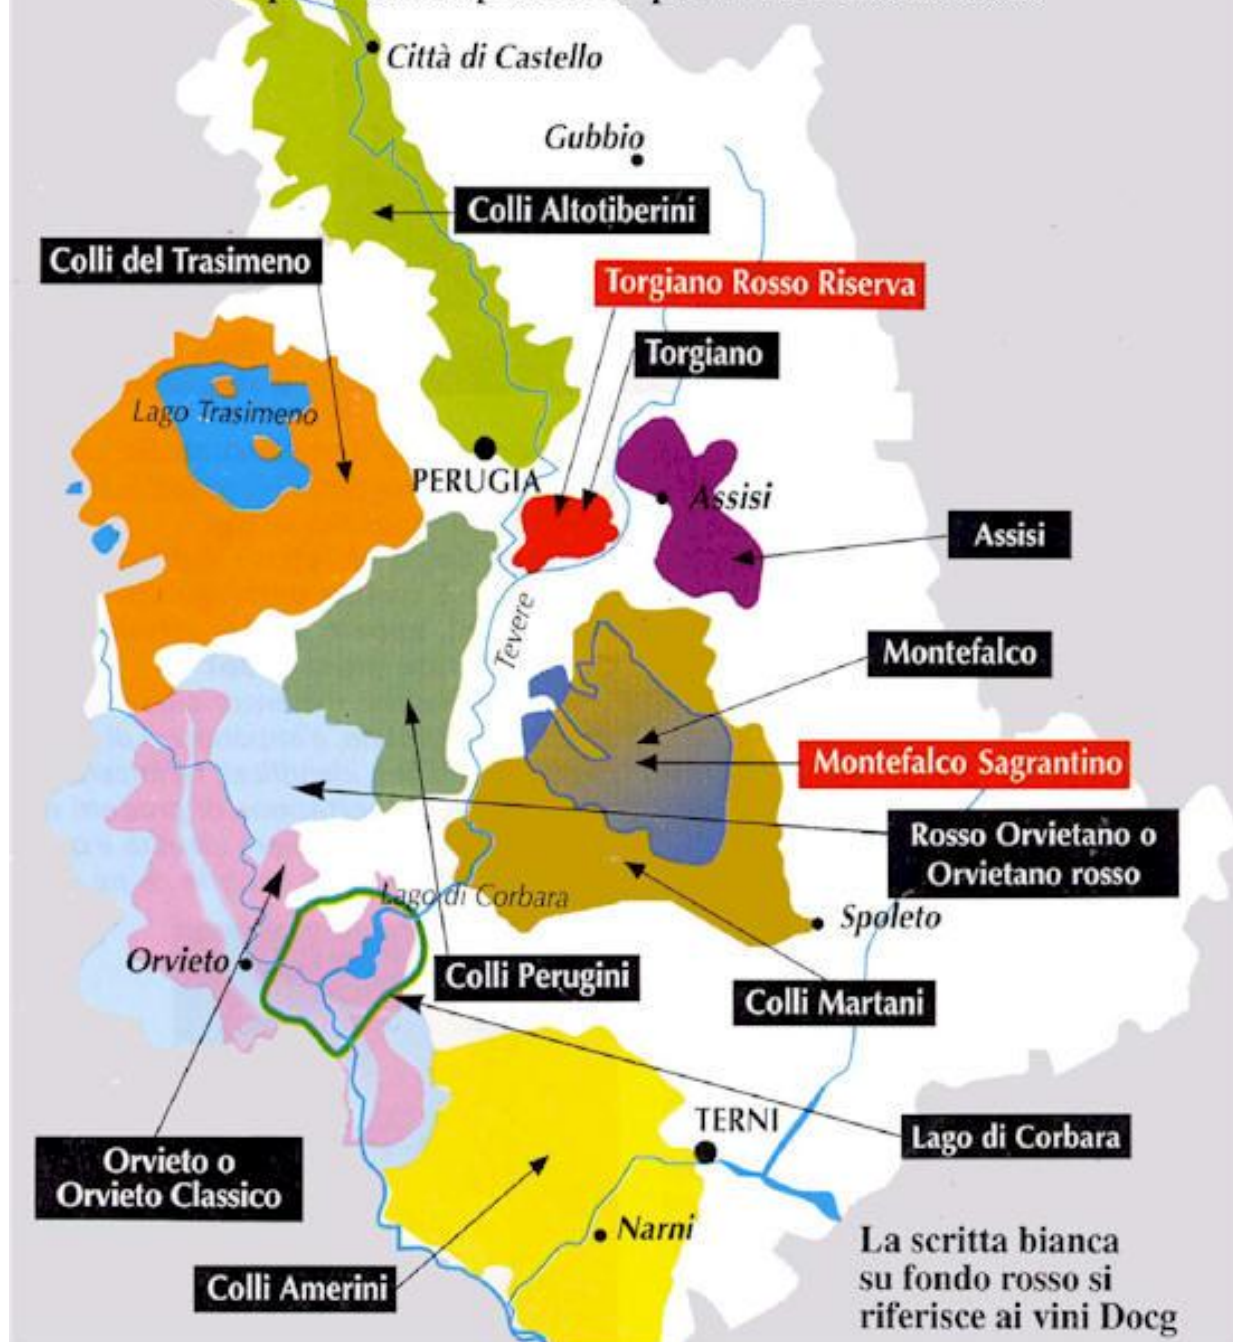 Città di Castello
Gubbio
Colli Altotiberini
Colli del Trasimeno
Torgiano Rosso Riserva
Torgiano
Lago Trasimeno
PERUGIA
Assisi
Assisi
Tevere
Montefalco
Montefalco Sagrantino
Rosso Orvietano o
Orvietano rosso
Lago di Corbara
Spoleto
Orvieto
Colli Perugini
Colli Martani
TERNI
Lago di Corbara
Orvieto o
Orvieto Classico
Narni
Colli Amerini
La scritta bianca
su fondo rosso si
riferisce ai vini Docg